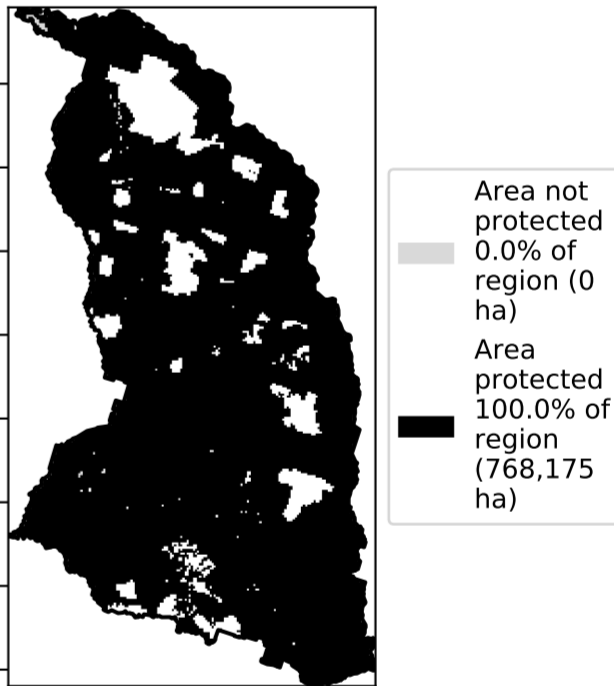 Area not
protected
0.0% of
region (0
ha)
Area
protected
100.0% of
region
(768,175
ha)